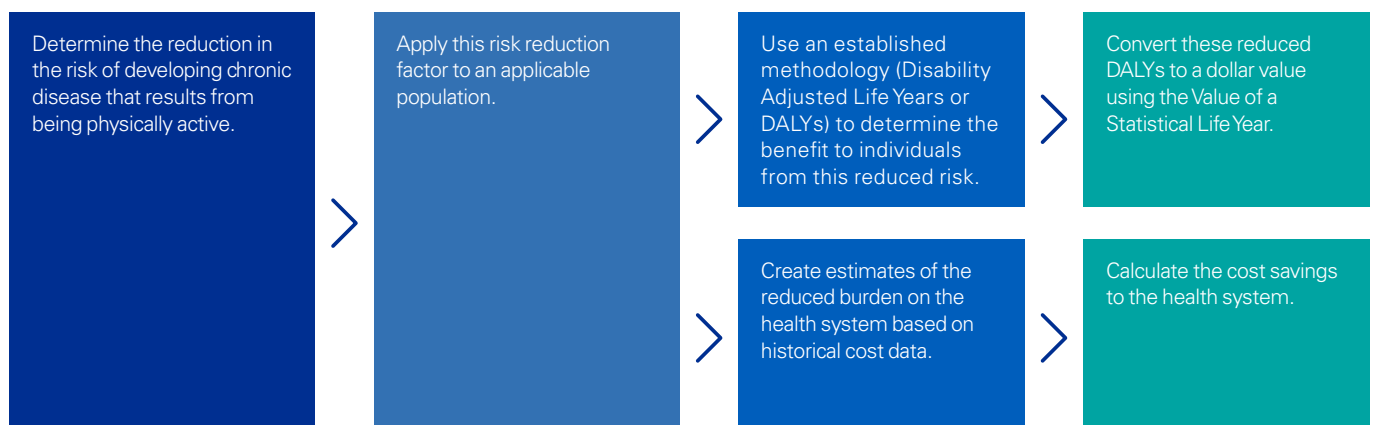 Determine the reduction in
the risk of developing chronic
disease that results from
being physically active.
Apply this risk reduction
factor to an applicable
population.
Use an established
methodology (Disability
Adjusted Life Years or
DALYs) to determine the
benefit to individuals
from this reduced risk.
Convert these reduced
DALYs to a dollar value
using the Value of a
Statistical Life Year.
Create estimates of the
reduced burden on the
health system based on
historical cost data.
Calculate the cost savings
to the health system.